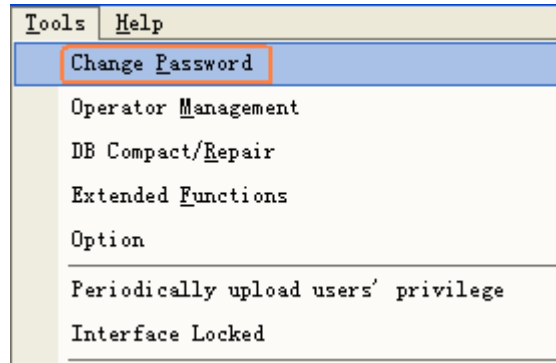 Tools Help
Change Password
Operator Management
DB Compact/Repair
Extended Functions
Option
Periodically upload users' privilege
Interface Locked